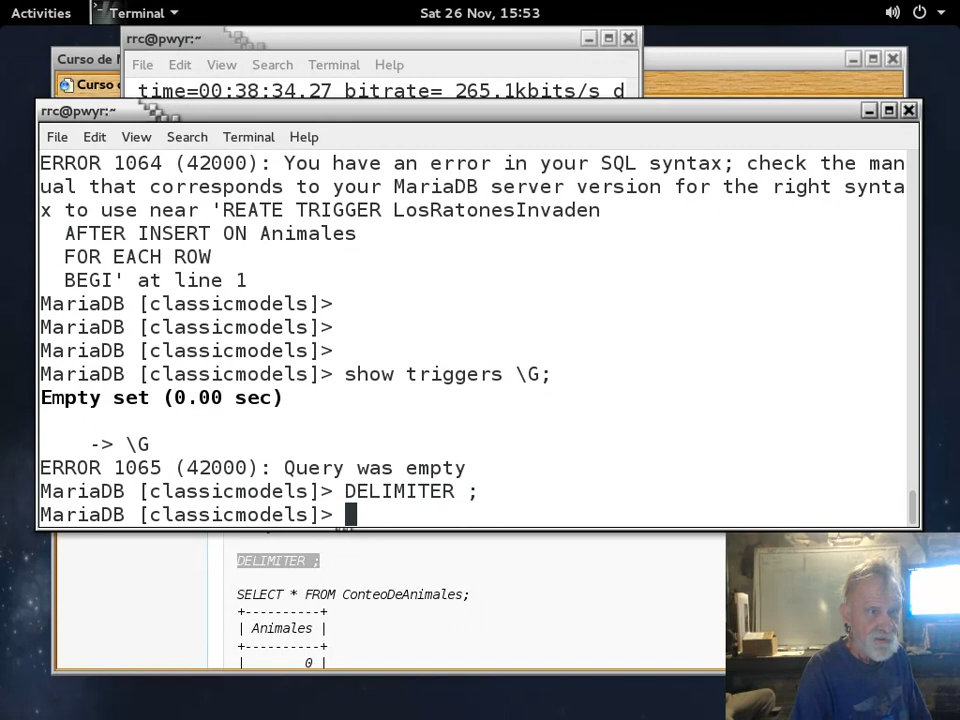 Activities
Terminal
Sat 26 Nov, 15:53
rrc@pwyr:~
Curso de
File Edit View Search Terminal Help
Curso
time=00:38:34.27 bitrate= 265.1kbits/s d
rrc@pwyr:~
File Edit View Search Terminal Help
ERROR 1064 (42000): You have an error in your SQL syntax; check the man
ual that corresponds to your MariaDB server version for the right synta
x to use near 'REATE TRIGGER LosRatonesInvaden
AFTER INSERT ON Animales
FOR EACH ROW
BEGI' at line 1
MariaDB [classicmodels]>
MariaDB [classicmodels]>
MariaDB [classicmodels]>
MariaDB [classicmodels]> show triggers \G;
Empty set (0.00 sec)
-> \G
ERROR 1065 (42000): Query was empty
MariaDB [classicmodels]> DELIMITER ;
MariaDB [classicmodels]>
DELIMITER ;
SELECT * FROM ConteoDeAnimales;
+----------+
| Animales |
+----------+
| 0 |